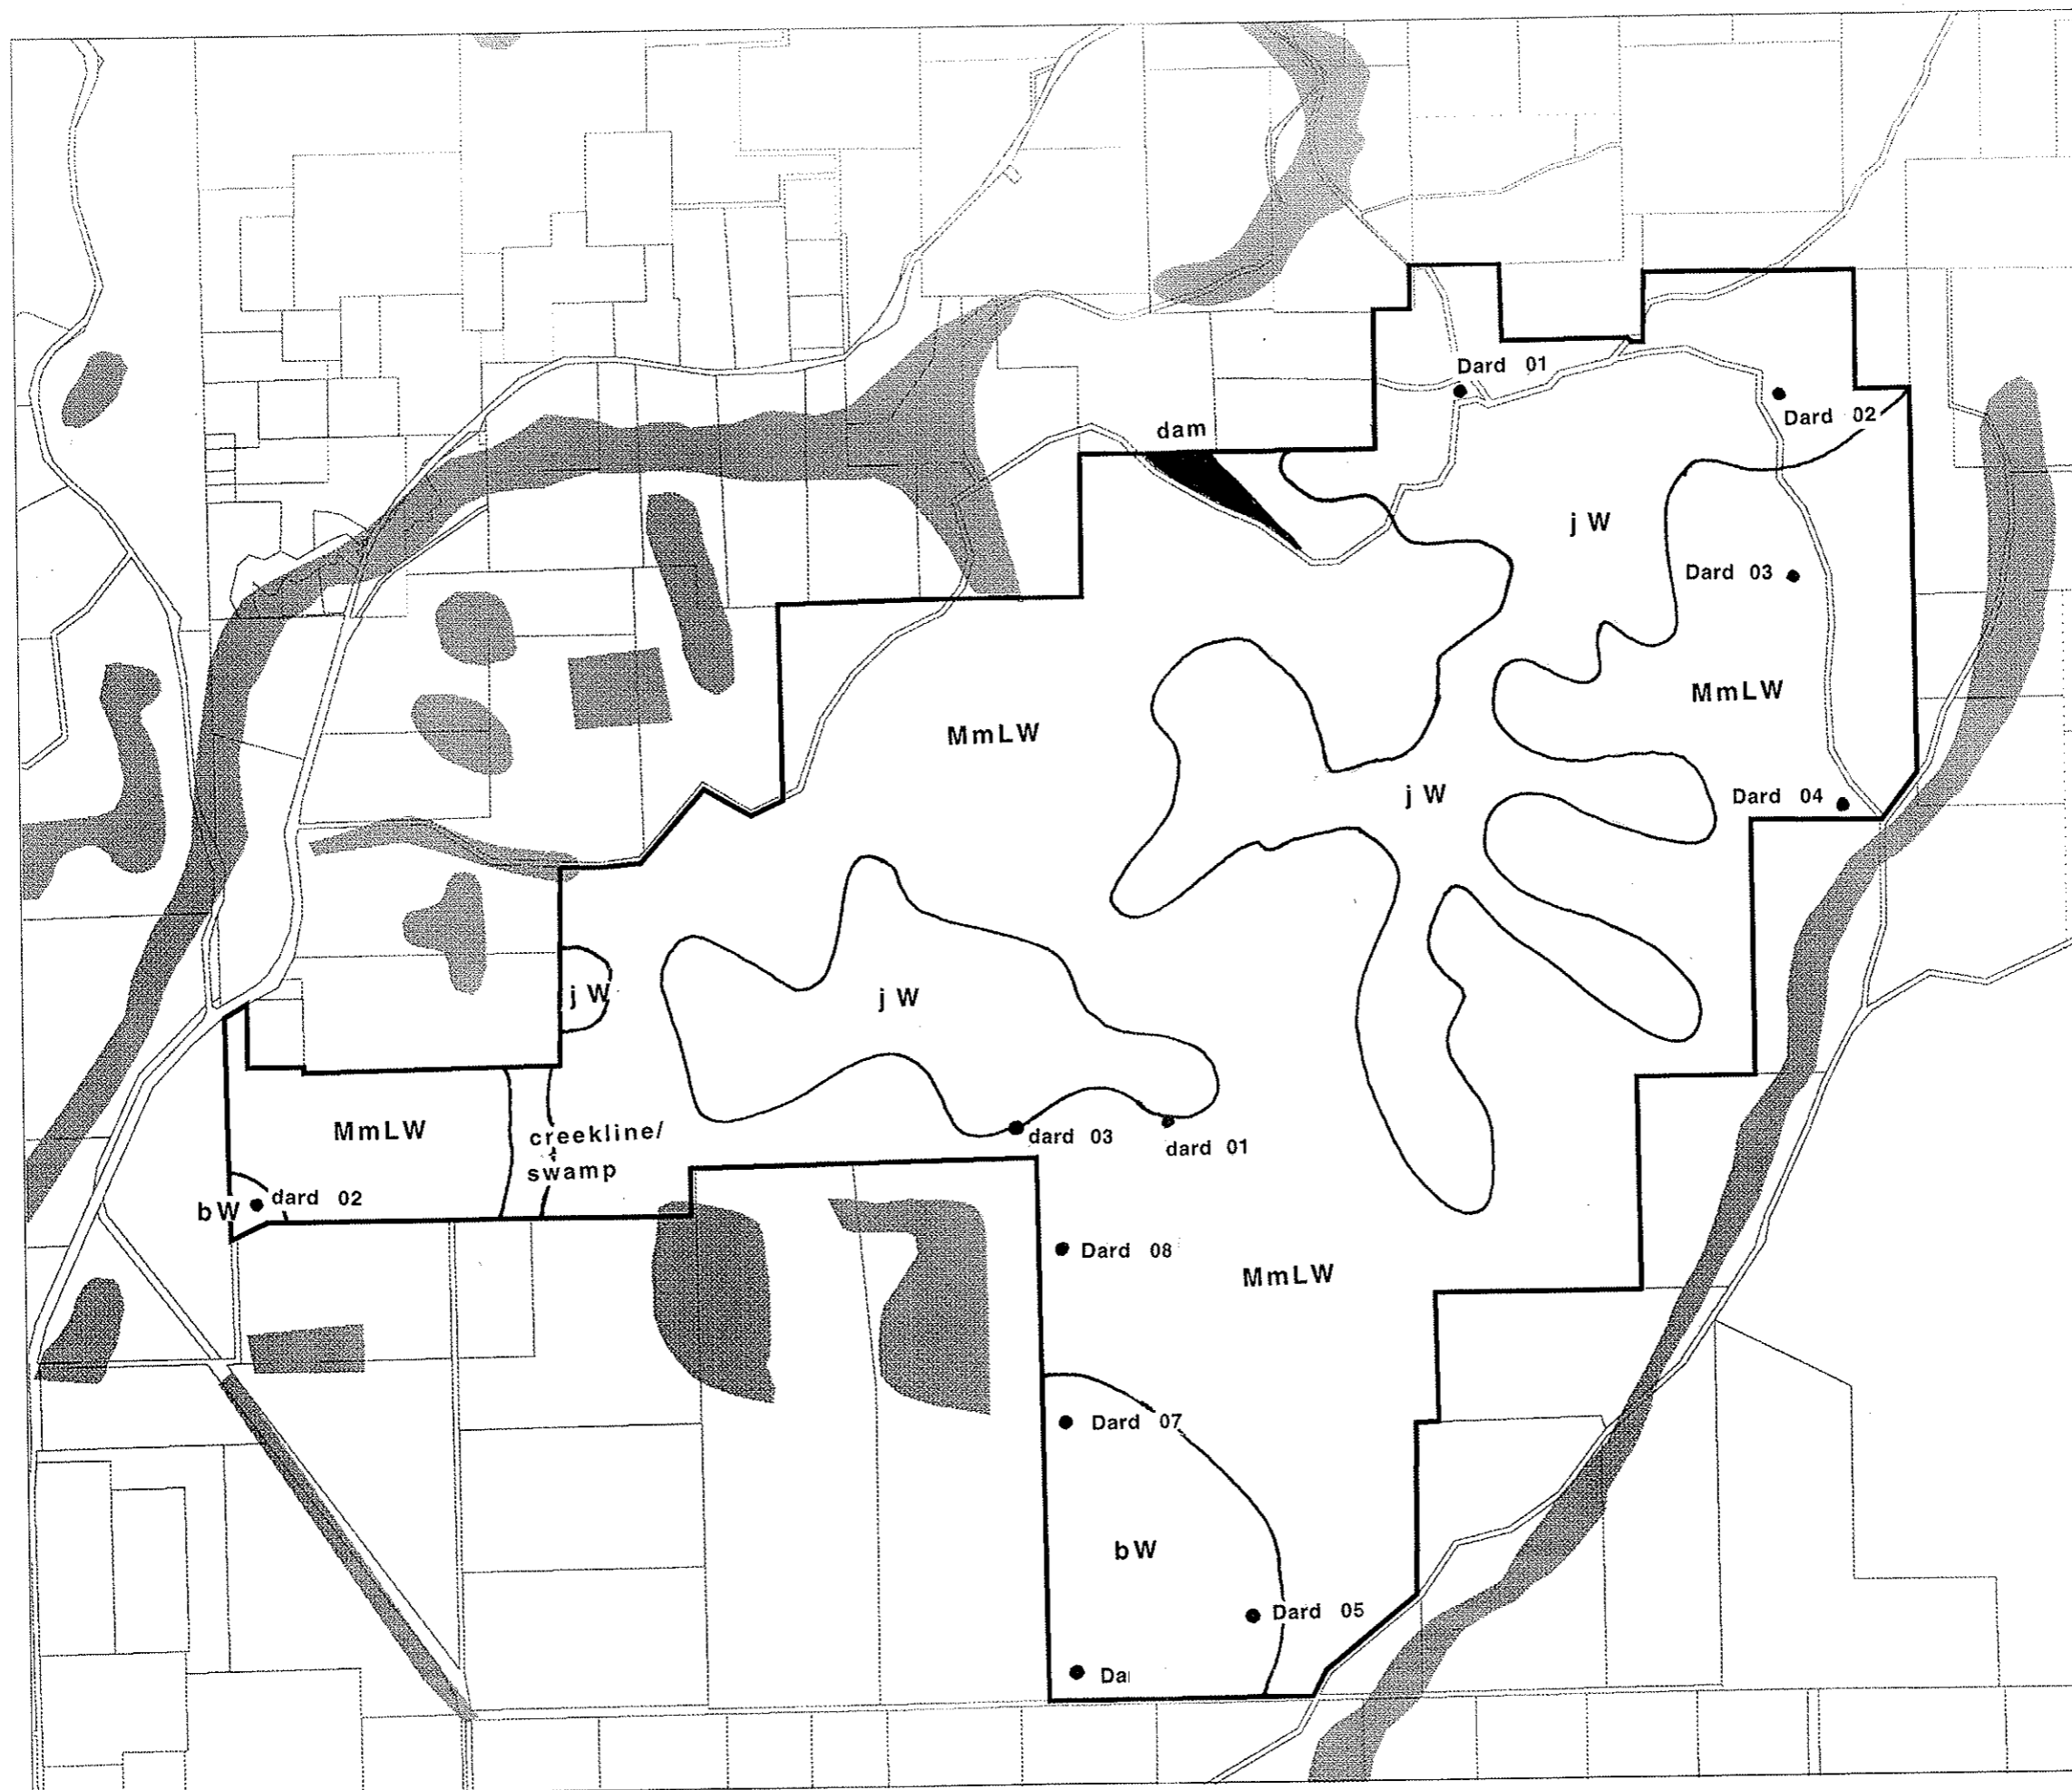 Dard 01
Dard 02
dam
j W
Dard 03
MmLW
MmLW
j W
Dard 04
j W
j W
MmLW
creekline/
swamp
dard 03
dard 01
bW
dard 02
Dard 08
MmLW
Dard 07
bW
Dard 05